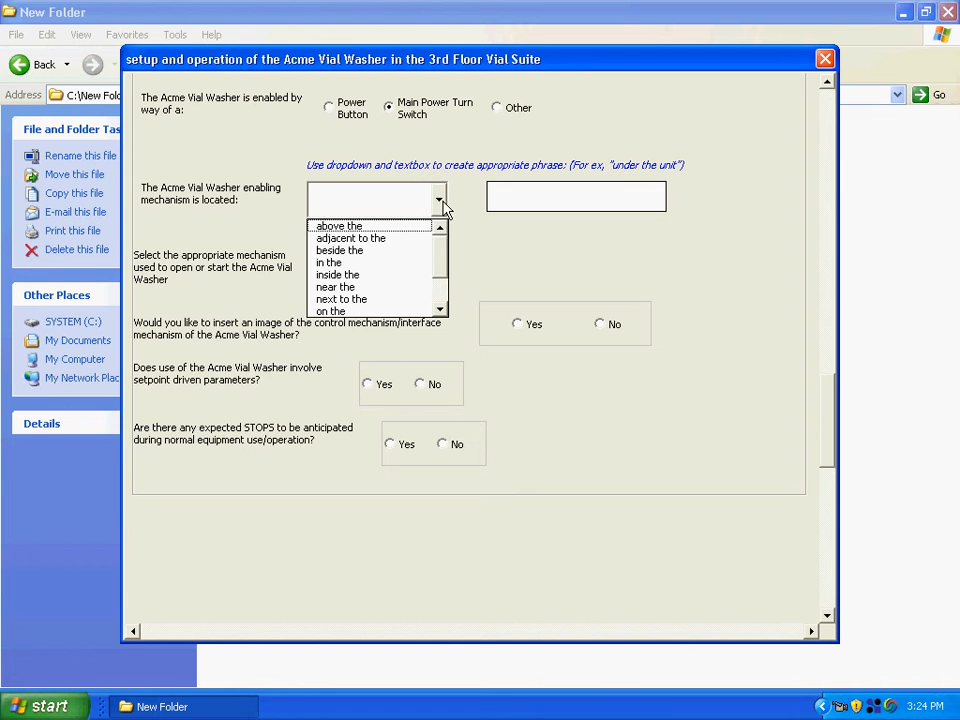 New Folder
File Edit View Favorites Tools Help
Back
Address C:\New Fold Go
setup and operation of the Acme Vial Washer in the 3rd Floor Vial Suite
File and Folder Tas
Rename this file
Move this file
Copy this file
E-mail this file
Print this file
Delete this file
Other Places
SYSTEM (C:)
My Documents
My Computer
My Network Plac
Details
The Acme Vial Washer is enabled by
way of a:
Power
Button
Main Power Turn
Switch
Other
Use dropdown and textbox to create appropriate phrase: (For ex, "under the unit")
The Acme Vial Washer enabling
mechanism is located:
above the
adjacent to the
beside the
in the
inside the
near the
next to the
on the
Select the appropriate mechanism
used to open or start the Acme Vial
Washer
Would you like to insert an image of the control mechanism/interface
mechanism of the Acme Vial Washer?
Yes No
Does use of the Acme Vial Washer involve
setpoint driven parameters?
Yes No
Are there any expected STOPS to be anticipated
during normal equipment use/operation?
Yes No
start New Folder 3:24 PM